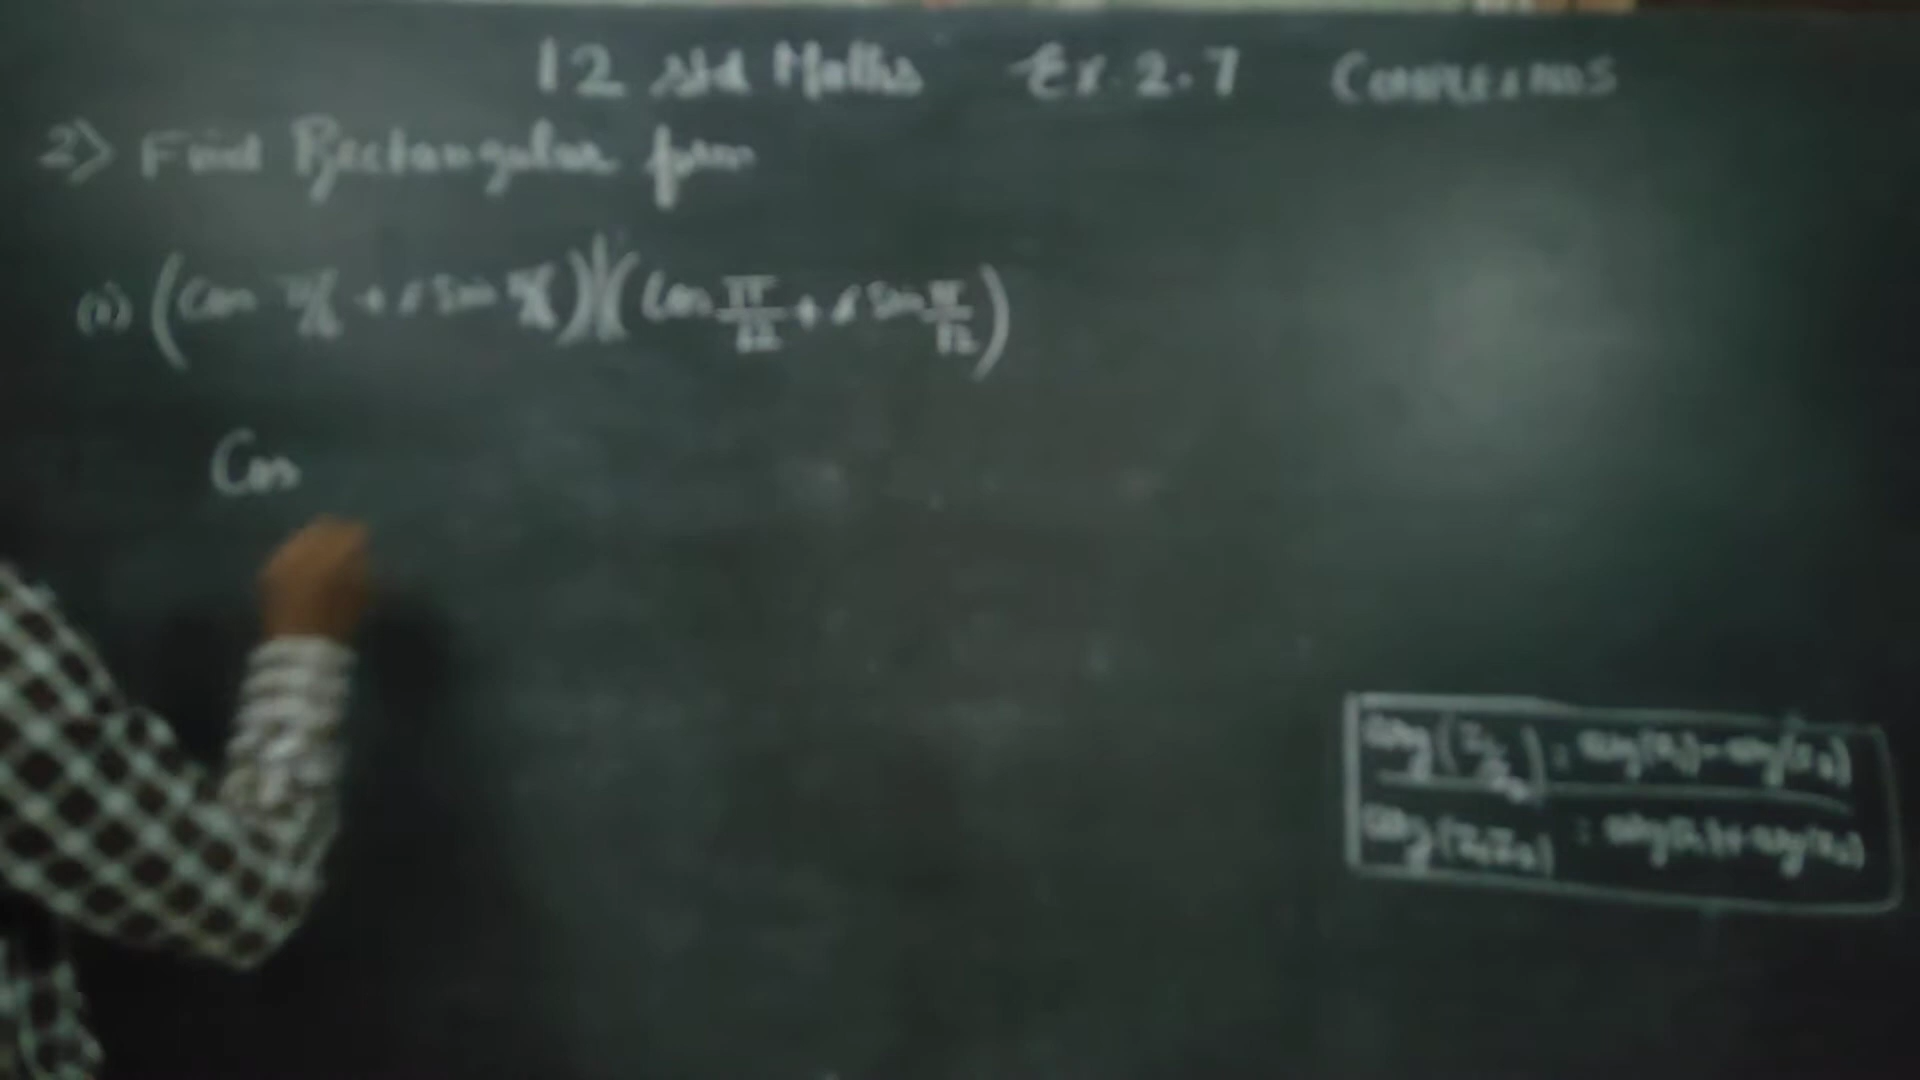 12 std Maths Ex 2.7 Complex nos
2) Find Rectangular form
(i) (cos π/6 + i sin π/6) (cos π/12 + i sin π/12)
Cos
arg(z₁/z₂) = arg(z₁) - arg(z₂)
arg(z₁z₂) = arg(z₁) + arg(z₂)